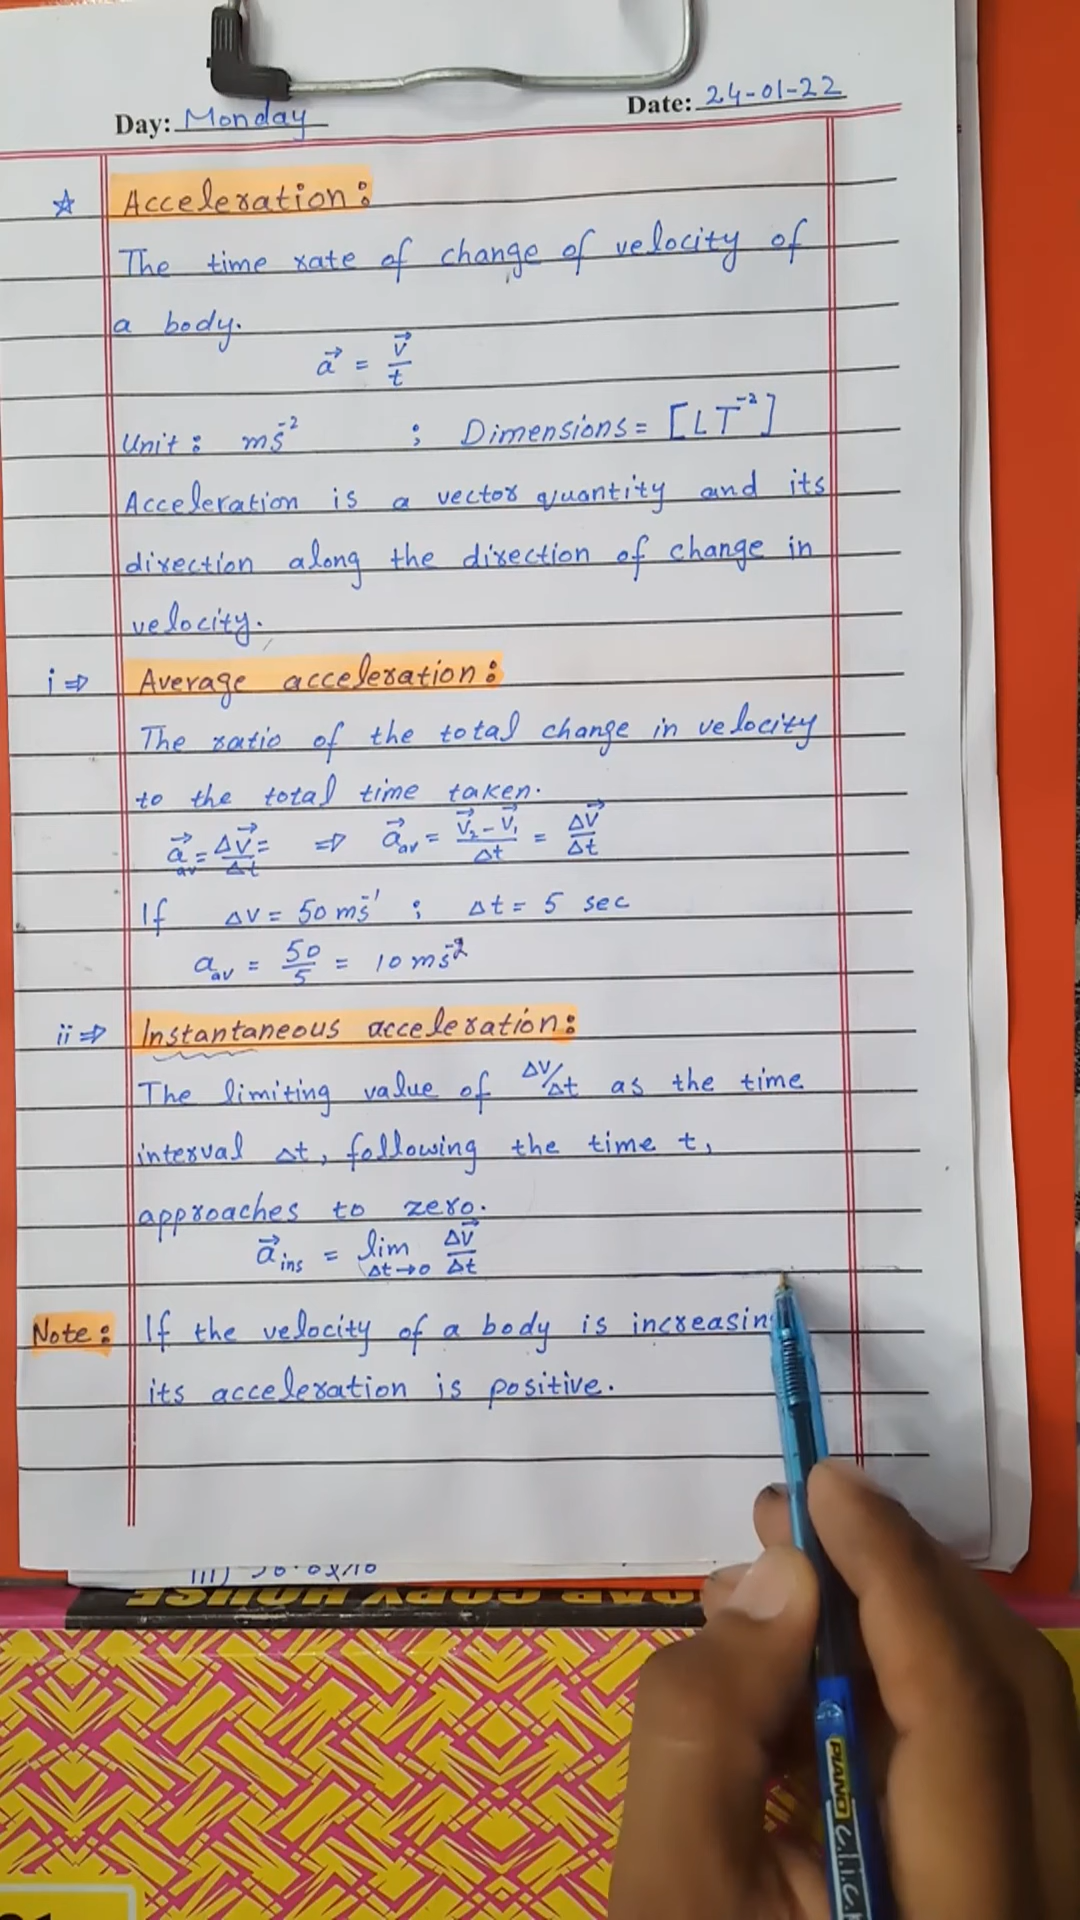 Day: Monday Date: 24-01-22
☆ Acceleration:
The time rate of change of velocity of
a body.
a⃗ = v⃗/t
Unit: ms⁻² ; Dimensions = [LT⁻²]
Acceleration is a vector quantity and its
direction along the direction of change in
velocity.
i ⇒ Average acceleration:
The ratio of the total change in velocity
to the total time taken.
a⃗av = Δv⃗/Δt = ⇒ a⃗av = (v⃗₂ - v⃗₁)/Δt = Δv⃗/Δt
If Δv = 50 ms⁻¹ ; Δt = 5 sec
aav = 50/5 = 10 ms⁻²
ii ⇒ Instantaneous acceleration:
The limiting value of Δv/Δt as the time
interval Δt, following the time t,
approaches to zero.
a⃗ins = lim Δt→0 Δv⃗/Δt
Note: If the velocity of a body is increasin
its acceleration is positive.
COPY HOUSE
PIANO